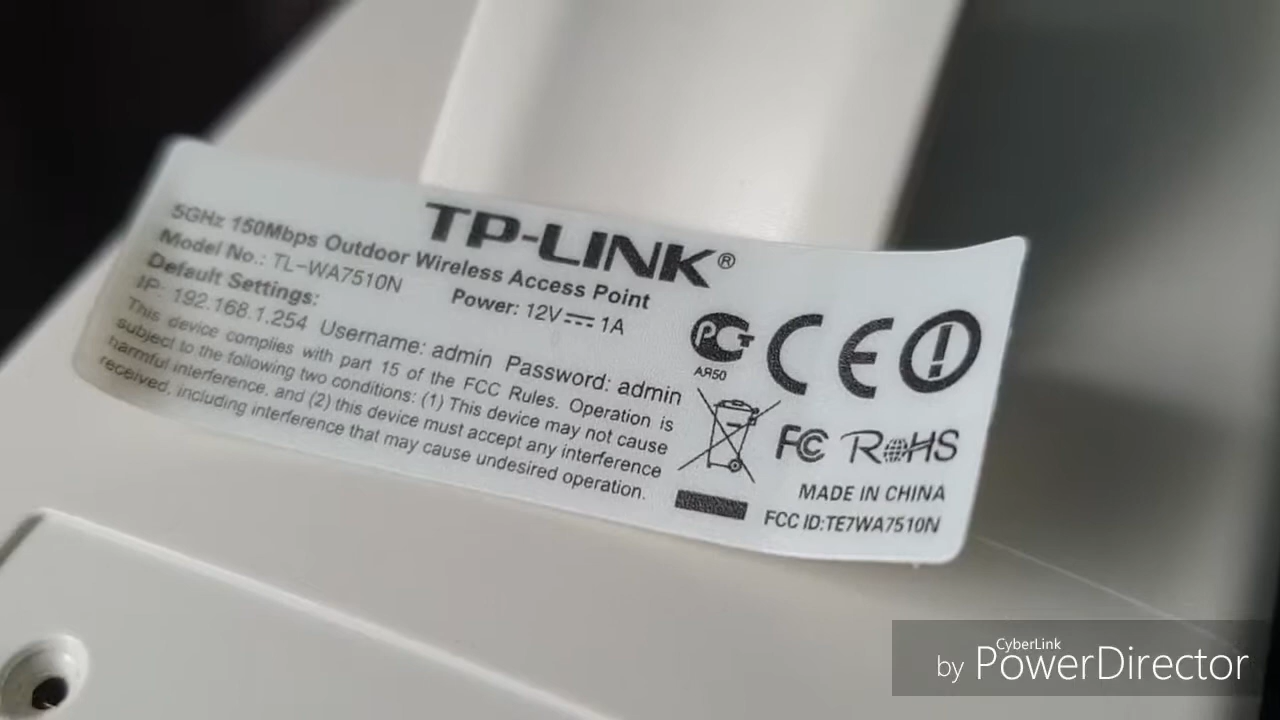 TP-LINK®
5GHz 150Mbps Outdoor Wireless Access Point
Model No.: TL-WA7510N Power: 12V⎓1A
Default Settings:
IP: 192.168.1.254 Username: admin Password: admin
This device complies with part 15 of the FCC Rules. Operation is
subject to the following two conditions: (1) This device may not cause
harmful interference, and (2) this device must accept any interference
received, including interference that may cause undesired operation.
PCT
АЯ50
CE
FC RoHS
MADE IN CHINA
FCC ID:TE7WA7510N
CyberLink
by PowerDirector